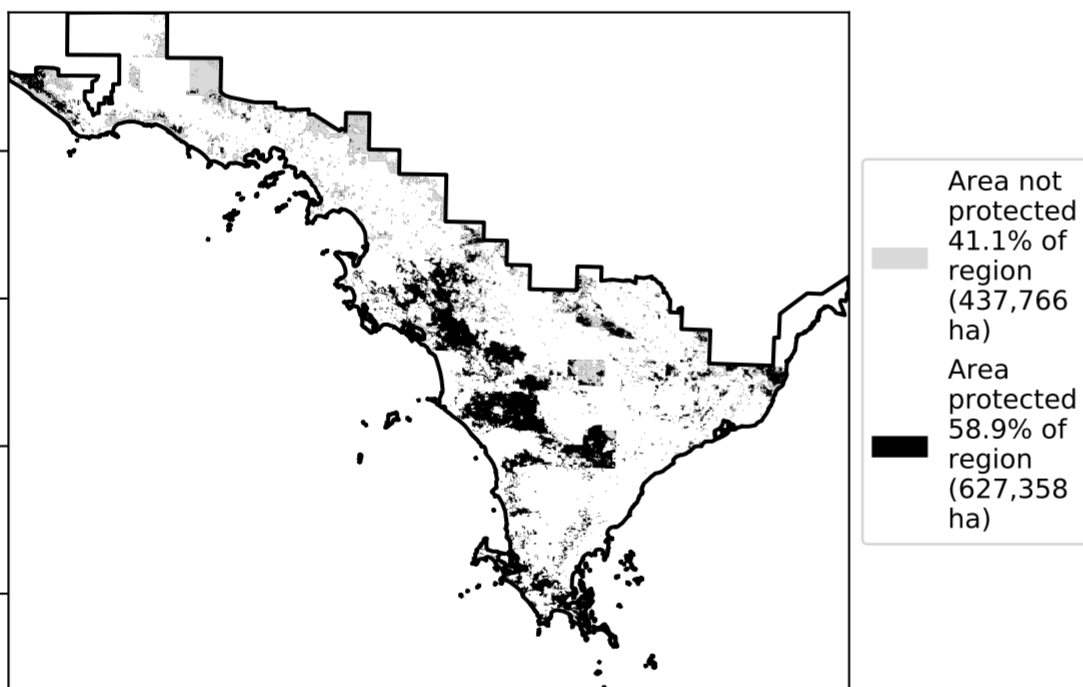 Area not
protected
41.1% of
region
(437,766
ha)
Area
protected
58.9% of
region
(627,358
ha)